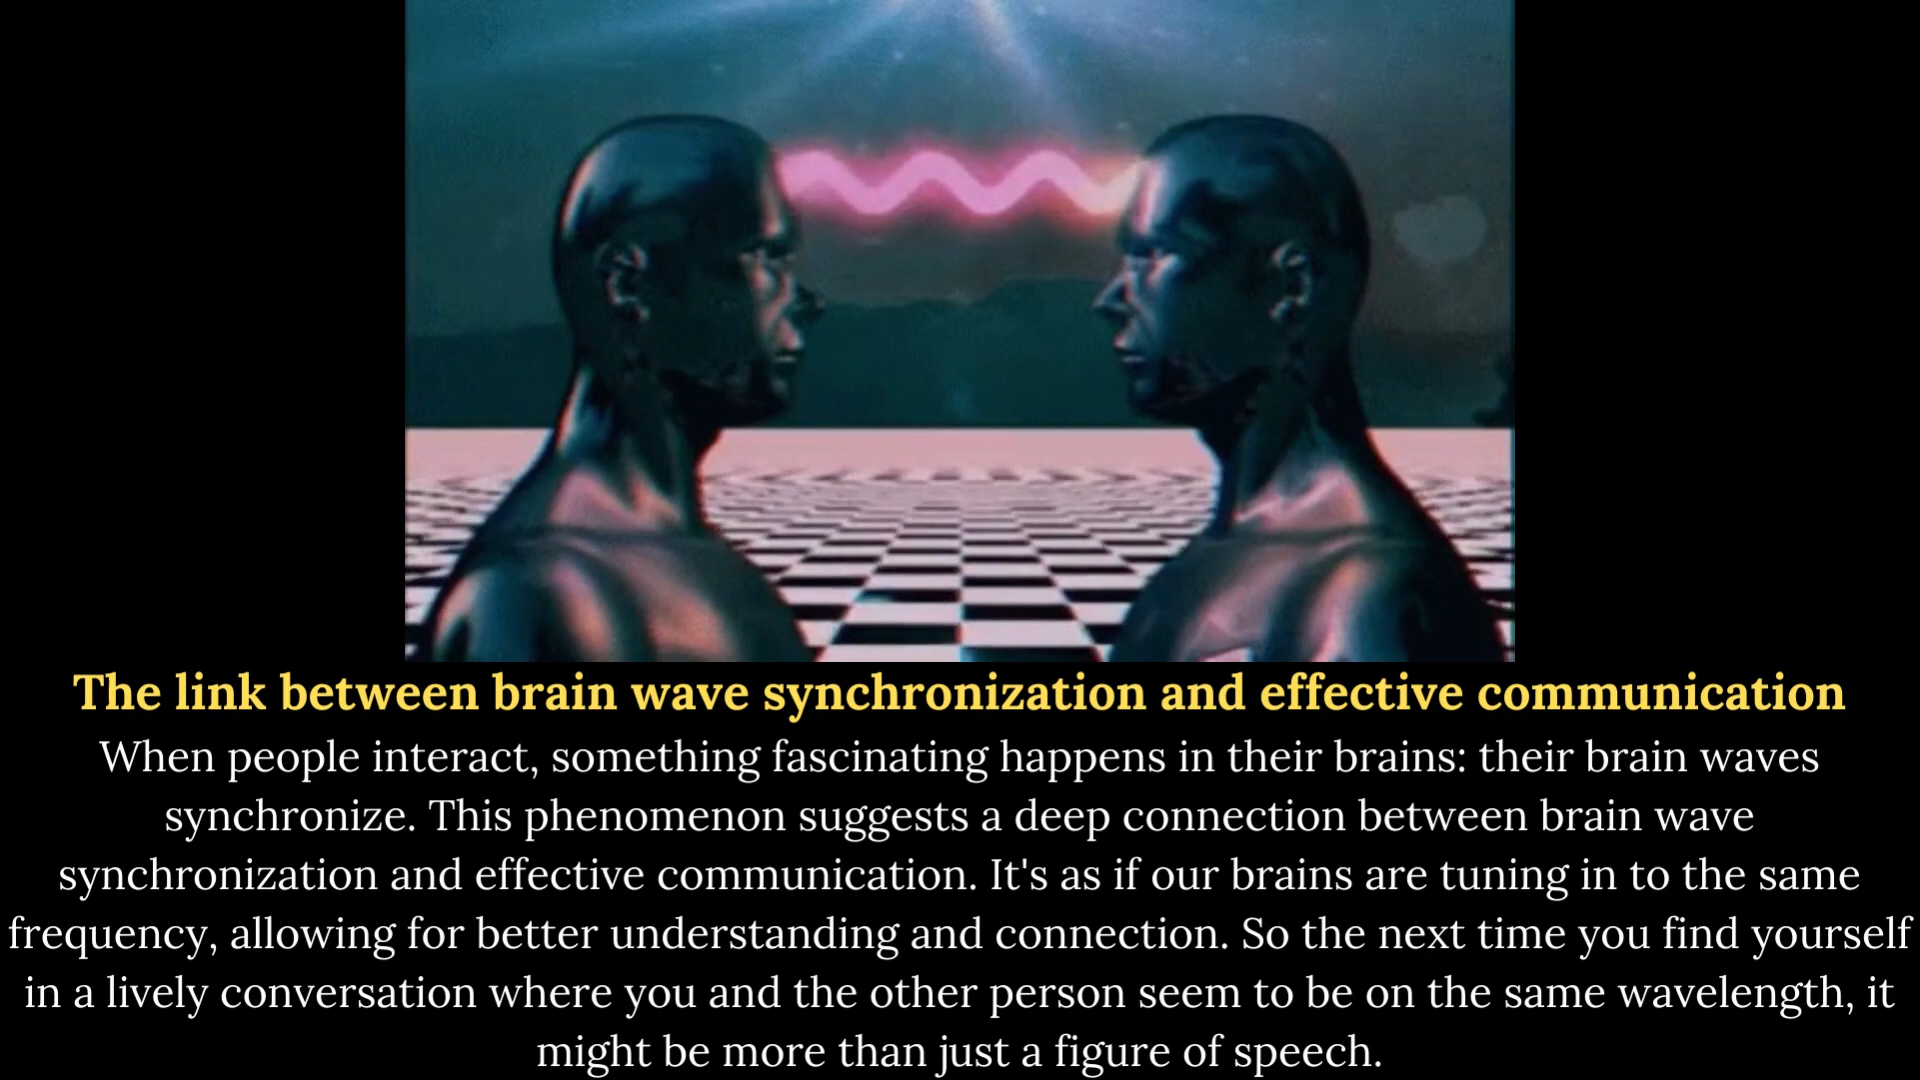 The link between brain wave synchronization and effective communication
When people interact, something fascinating happens in their brains: their brain waves
synchronize. This phenomenon suggests a deep connection between brain wave
synchronization and effective communication. It's as if our brains are tuning in to the same
frequency, allowing for better understanding and connection. So the next time you find yourself
in a lively conversation where you and the other person seem to be on the same wavelength, it
might be more than just a figure of speech.